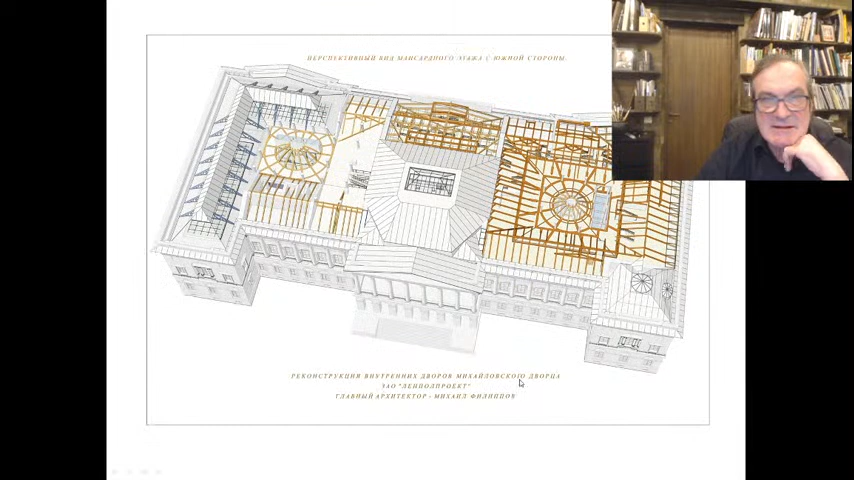 ПЕРСПЕКТИВНЫЙ ВИД МАНСАРДНОГО ЭТАЖА С ЮЖНОЙ СТОРОНЫ.
РЕКОНСТРУКЦИЯ ВНУТРЕННИХ ДВОРОВ МИХАЙЛОВСКОГО ДВОРЦА
ЗАО "ЛЕНПОЛПРОЕКТ"
ГЛАВНЫЙ АРХИТЕКТОР - МИХАИЛ ФИЛИППОВ